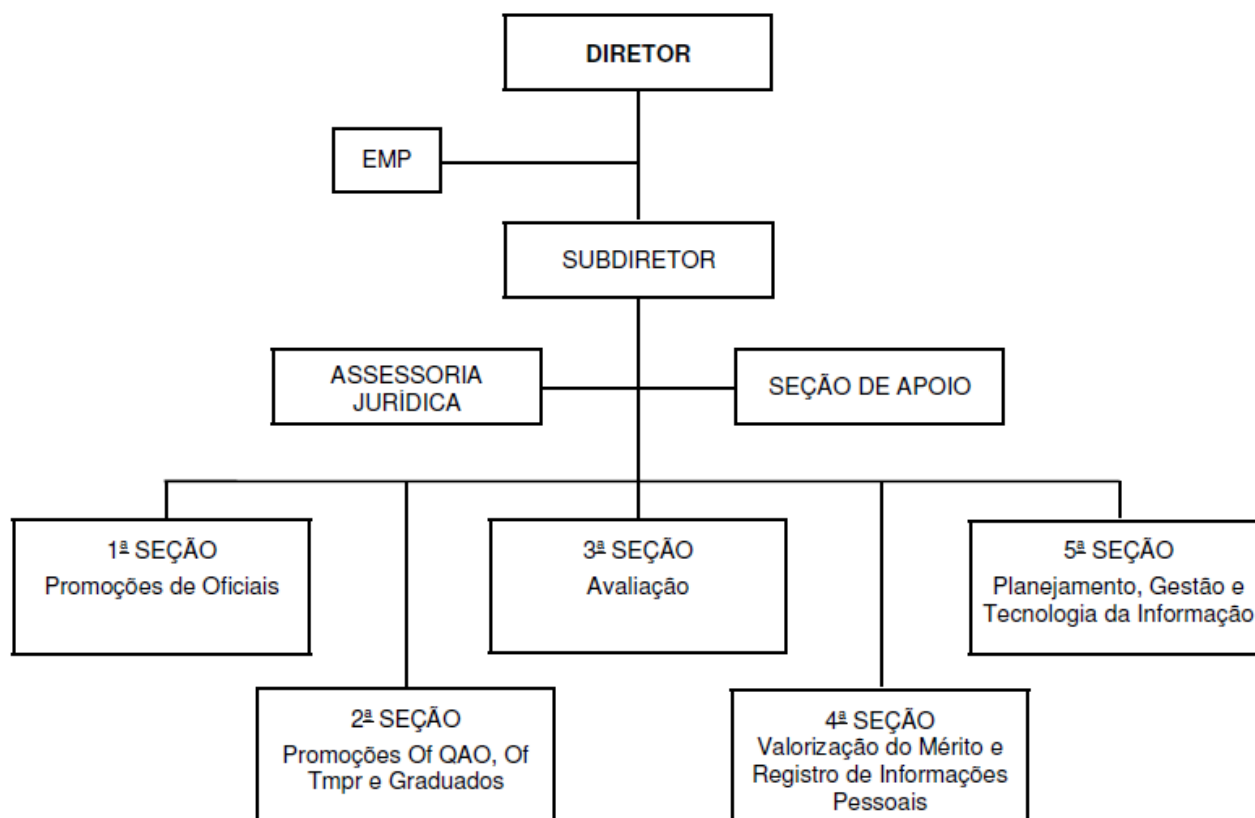 DIRETOR
EMP
SUBDIRETOR
ASSESSORIA
JURÍDICA
SEÇÃO DE APOIO
1ª SEÇÃO
Promoções de Oficiais
3ª SEÇÃO
Avaliação
5ª SEÇÃO
Planejamento, Gestão e
Tecnologia da Informação
2ª SEÇÃO
Promoções Of QAO, Of
Tmpr e Graduados
4ª SEÇÃO
Valorização do Mérito e
Registro de Informações
Pessoais